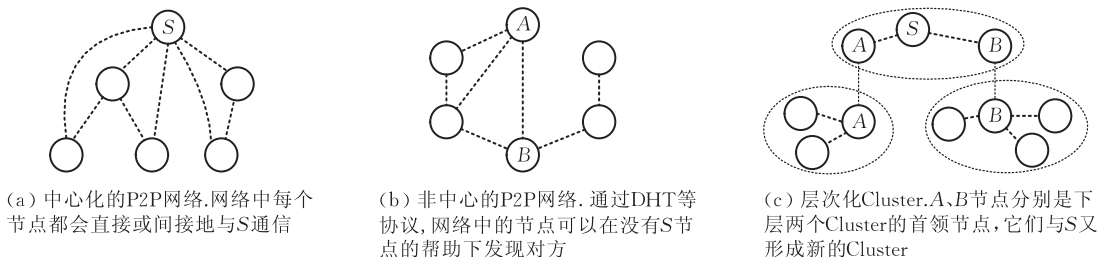 S
A
B
S
A
B
A
B
(a) 中心化的P2P网络.网络中每个
节点都会直接或间接地与S通信
(b) 非中心的P2P网络. 通过DHT等
协议, 网络中的节点可以在没有S节
点的帮助下发现对方
(c) 层次化Cluster.A、B节点分别是下
层两个Cluster的首领节点,它们与S又
形成新的Cluster